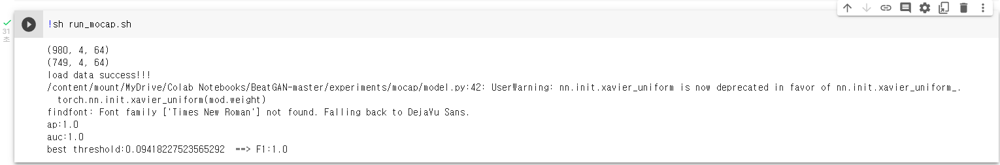 !sh run_mocap.sh
31
초
(980, 4, 64)
(749, 4, 64)
load data success!!!
/content/mount/MyDrive/Colab Notebooks/BeatGAN-master/experiments/mocap/model.py:42: UserWarning: nn.init.xavier_uniform is now deprecated in favor of nn.init.xavier_uniform_.
torch.nn.init.xavier_uniform(mod.weight)
findfont: Font family ['Times New Roman'] not found. Falling back to DejaVu Sans.
ap:1.0
auc:1.0
best threshold:0.09418227523565292 ==> F1:1.0